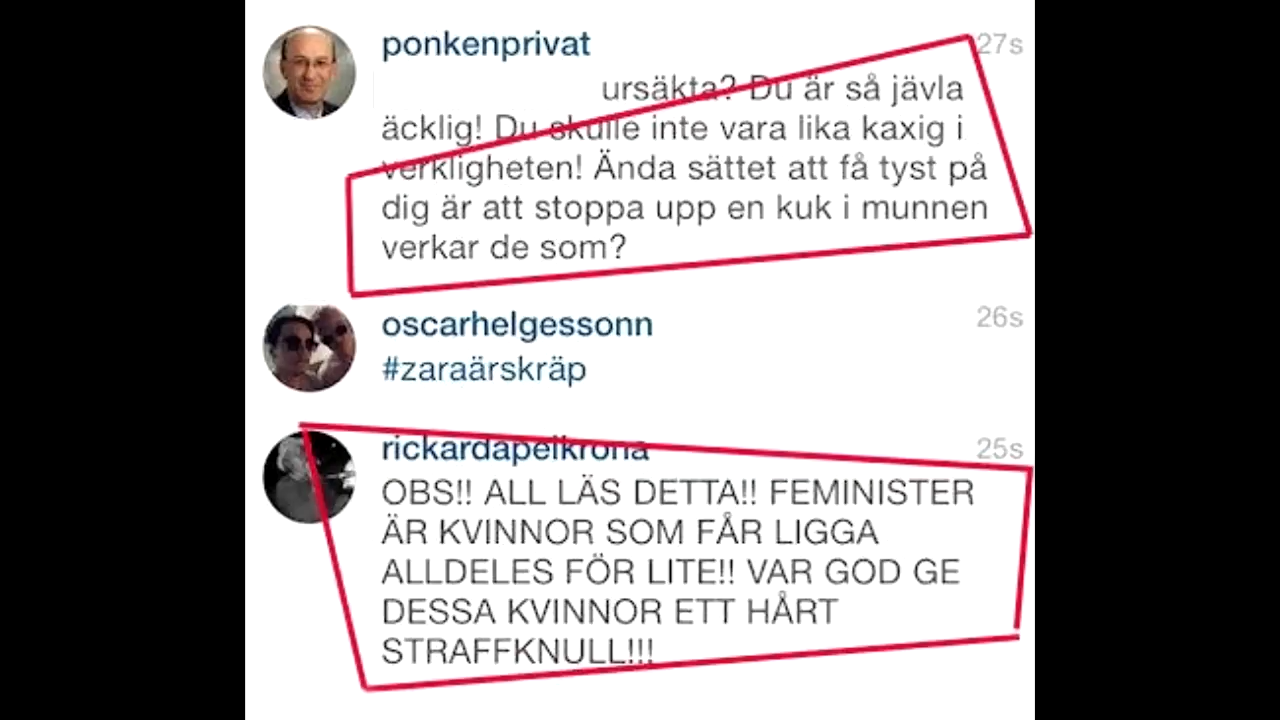 ponkenprivat 27s
ursäkta? Du är så jävla
äcklig! Du skulle inte vara lika kaxig i
verkligheten! Ända sättet att få tyst på
dig är att stoppa upp en kuk i munnen
verkar de som?
oscarhelgessonn 26s
#zaraärskräp
rickardapelkrona 25s
OBS!! ALL LÄS DETTA!! FEMINISTER
ÄR KVINNOR SOM FÅR LIGGA
ALLDELES FÖR LITE!! VAR GOD GE
DESSA KVINNOR ETT HÅRT
STRAFFKNULL!!!